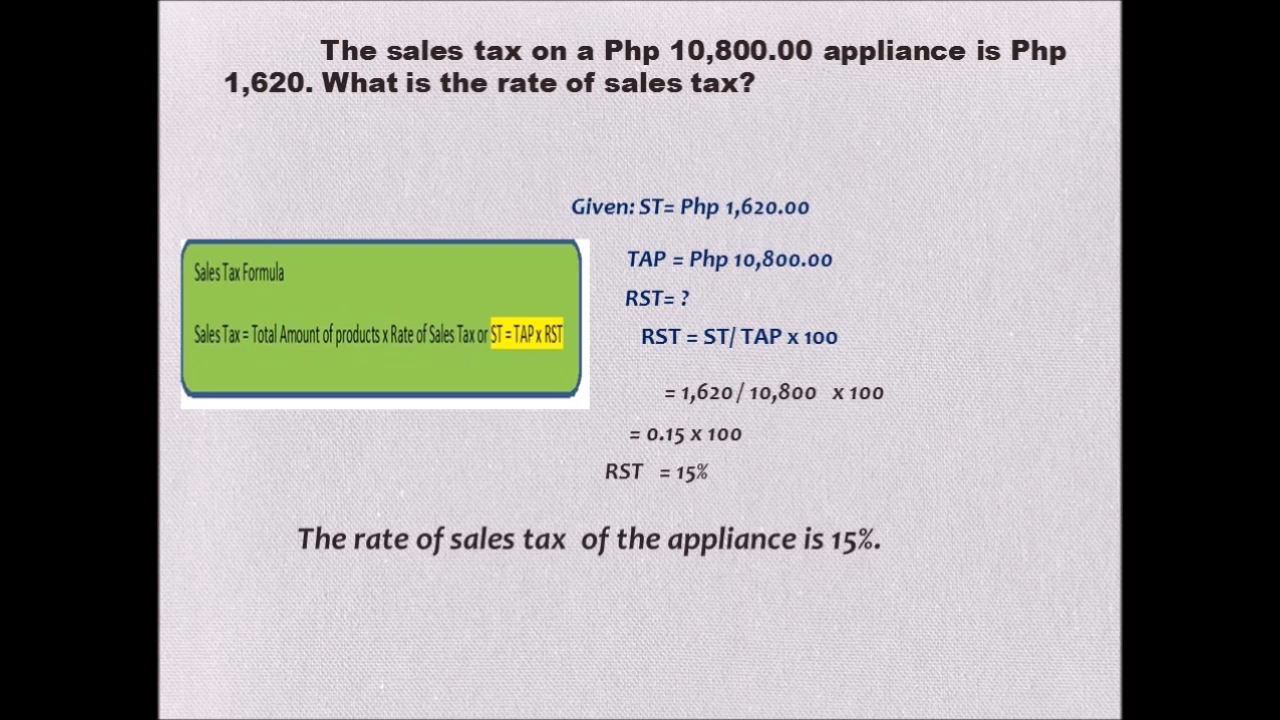 The sales tax on a Php 10,800.00 appliance is Php
1,620. What is the rate of sales tax?
Given: ST= Php 1,620.00
TAP = Php 10,800.00
RST= ?
RST = ST/ TAP x 100
= 1,620 / 10,800 x 100
= 0.15 x 100
RST = 15%
Sales Tax Formula
Sales Tax = Total Amount of products x Rate of Sales Tax or ST = TAP x RST
The rate of sales tax of the appliance is 15%.